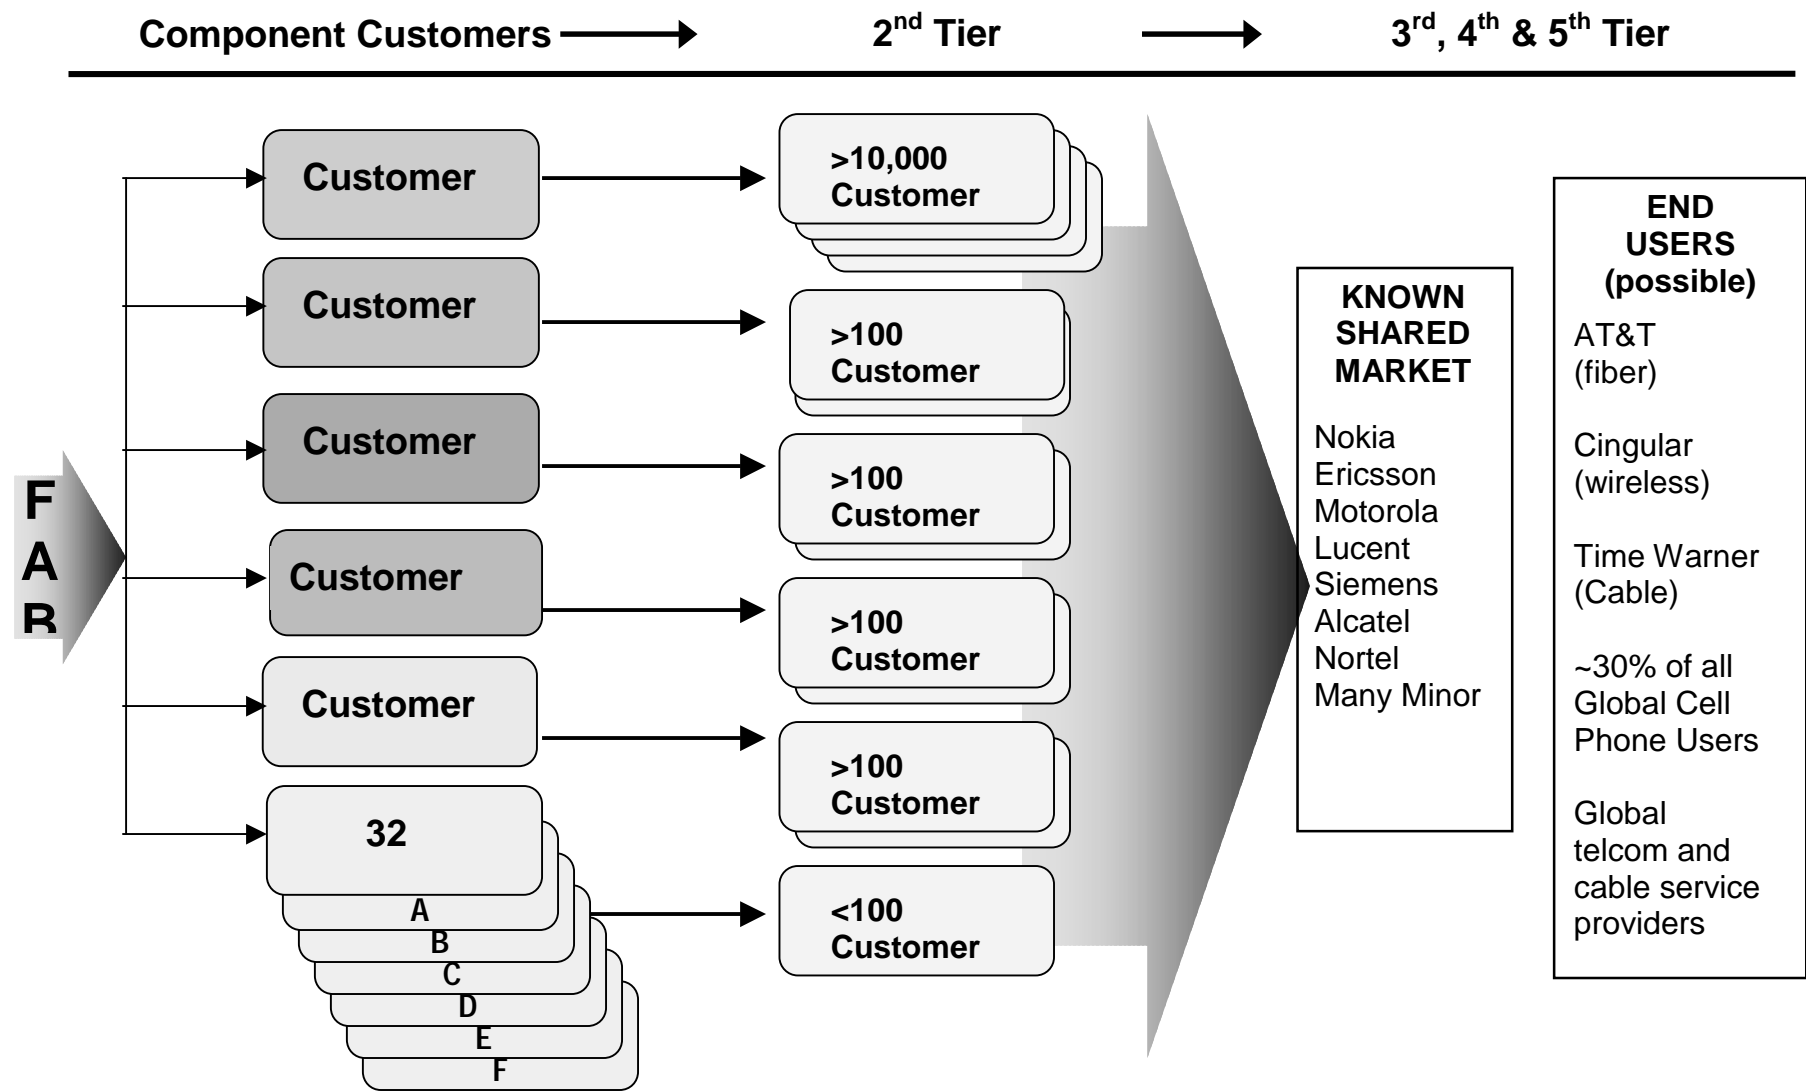 Component Customers
2nd Tier
3rd, 4th & 5th Tier
F
A
B
Customer
Customer
Customer
Customer
Customer
32
A
B
C
D
E
F
>10,000
Customer
>100
Customer
>100
Customer
>100
Customer
>100
Customer
<100
Customer
KNOWN
SHARED
MARKET
Nokia
Ericsson
Motorola
Lucent
Siemens
Alcatel
Nortel
Many Minor
END
USERS
(possible)
AT&T
(fiber)
Cingular
(wireless)
Time Warner
(Cable)
~30% of all
Global Cell
Phone Users
Global
telcom and
cable service
providers